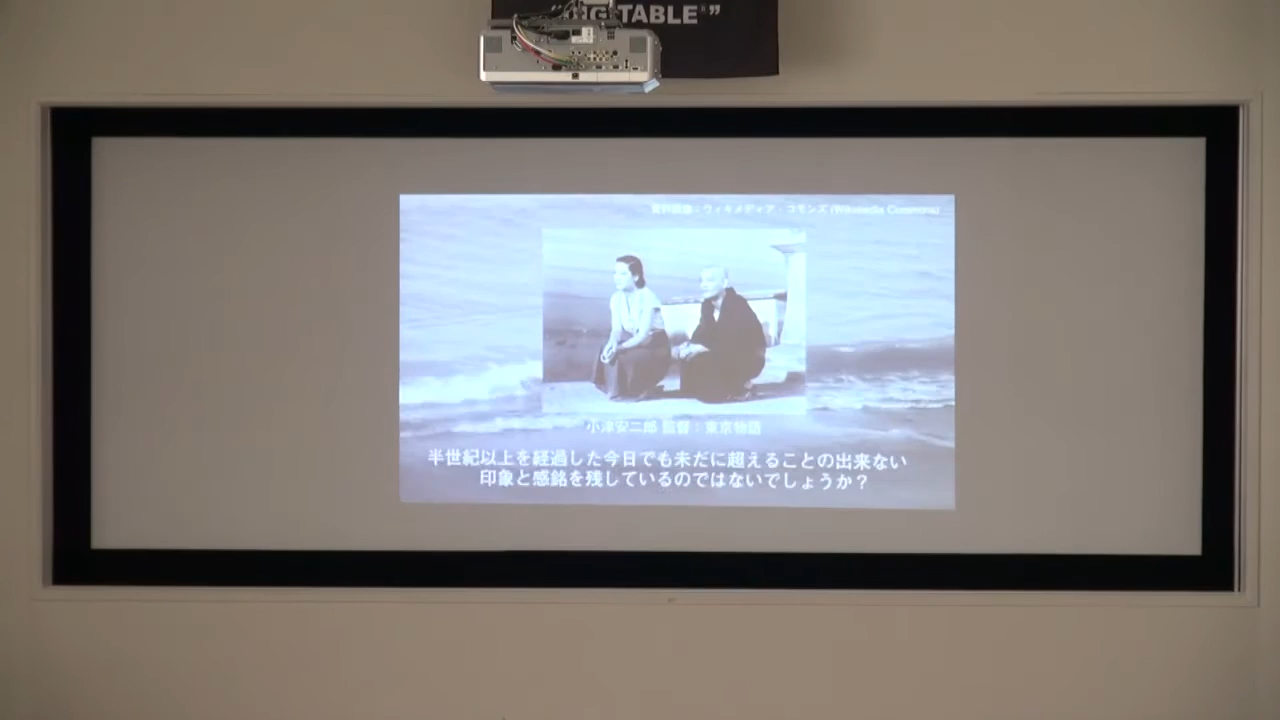 TABLE®”
資料提供：ウィキメディア・コモンズ (Wikimedia Commons)
小津安二郎 監督：東京物語
半世紀以上を経過した今日でも未だに超えることの出来ない
印象と感銘を残しているのではないでしょうか？